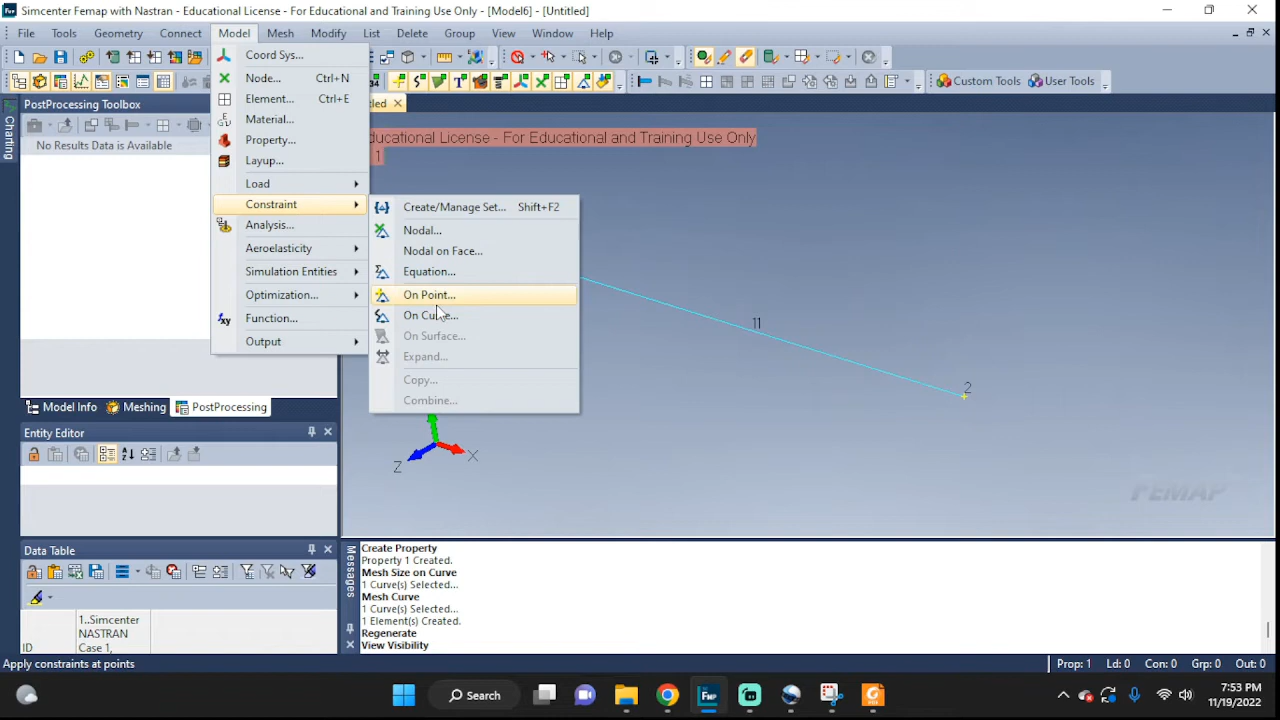 Simcenter Femap with Nastran - Educational License - For Educational and Training Use Only - [Model6] - [Untitled]
File Tools Geometry Connect Model Mesh Modify List Delete Group View Window Help
Custom Tools User Tools
PostProcessing Toolbox
No Results Data is Available
Charting
Coord Sys...
Node... Ctrl+N
Element... Ctrl+E
Material...
Property...
Layup...
Load
Constraint
Analysis...
Aeroelasticity
Simulation Entities
Optimization...
Function...
Output
Create/Manage Set... Shift+F2
Nodal...
Nodal on Face...
Equation...
On Point...
On Curve...
On Surface...
Expand...
Copy...
Combine...
ducational License - For Educational and Training Use Only
1
11
2
Z X
FEMAP
Model Info Meshing PostProcessing
Entity Editor
Data Table
1..Simcenter
NASTRAN
ID Case 1,
Messages
Create Property
Property 1 Created.
Mesh Size on Curve
1 Curve(s) Selected...
Mesh Curve
1 Curve(s) Selected...
1 Element(s) Created.
Regenerate
View Visibility
Apply constraints at points
Prop: 1 Ld: 0 Con: 0 Grp: 0 Out: 0
Search
7:53 PM
11/19/2022